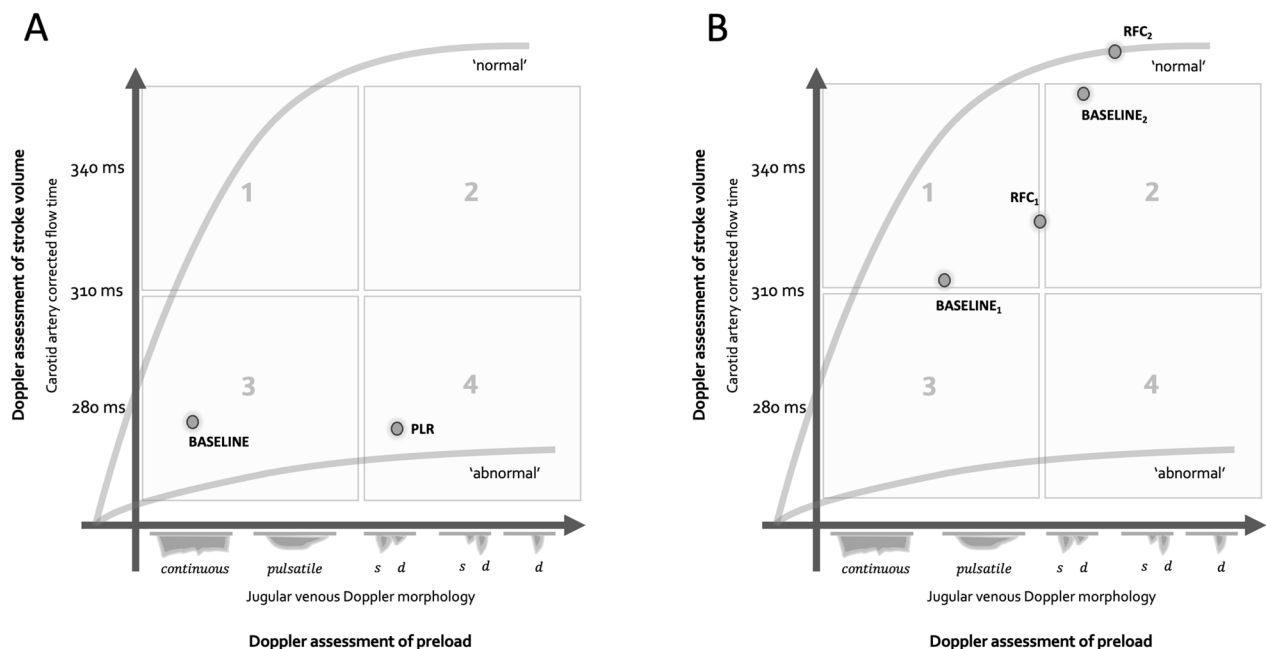 A
'normal'
1
2
3
4
340 ms
310 ms
280 ms
Doppler assessment of stroke volume
Carotid artery corrected flow time
BASELINE
PLR
'abnormal'
continuous
pulsatile
s d
s d
d
Jugular venous Doppler morphology
Doppler assessment of preload
B
RFC₂
'normal'
BASELINE₂
1
2
RFC₁
BASELINE₁
3
4
340 ms
310 ms
280 ms
Doppler assessment of stroke volume
Carotid artery corrected flow time
'abnormal'
continuous
pulsatile
s d
s d
d
Jugular venous Doppler morphology
Doppler assessment of preload